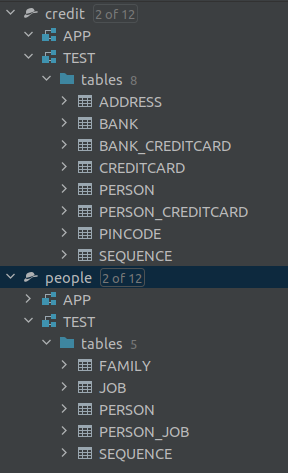 credit 2 of 12
APP
TEST
tables 8
ADDRESS
BANK
BANK_CREDITCARD
CREDITCARD
PERSON
PERSON_CREDITCARD
PINCODE
SEQUENCE
people 2 of 12
APP
TEST
tables 5
FAMILY
JOB
PERSON
PERSON_JOB
SEQUENCE